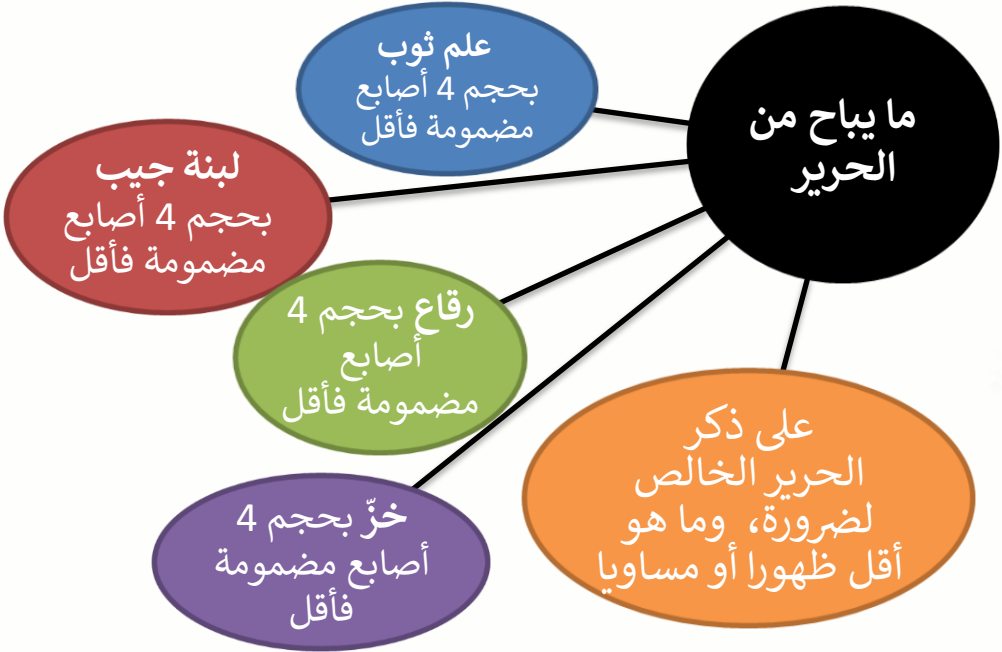 ما يباح من
الحرير
علم ثوب
بحجم 4 أصابع
مضمومة فأقل
لبنة جيب
بحجم 4 أصابع
مضمومة فأقل
رقاع بحجم 4
أصابع
مضمومة فأقل
خزّ بحجم 4
أصابع مضمومة
فأقل
على ذكر
الحرير الخالص
لضرورة، وما هو
أقل ظهورا أو مساويا